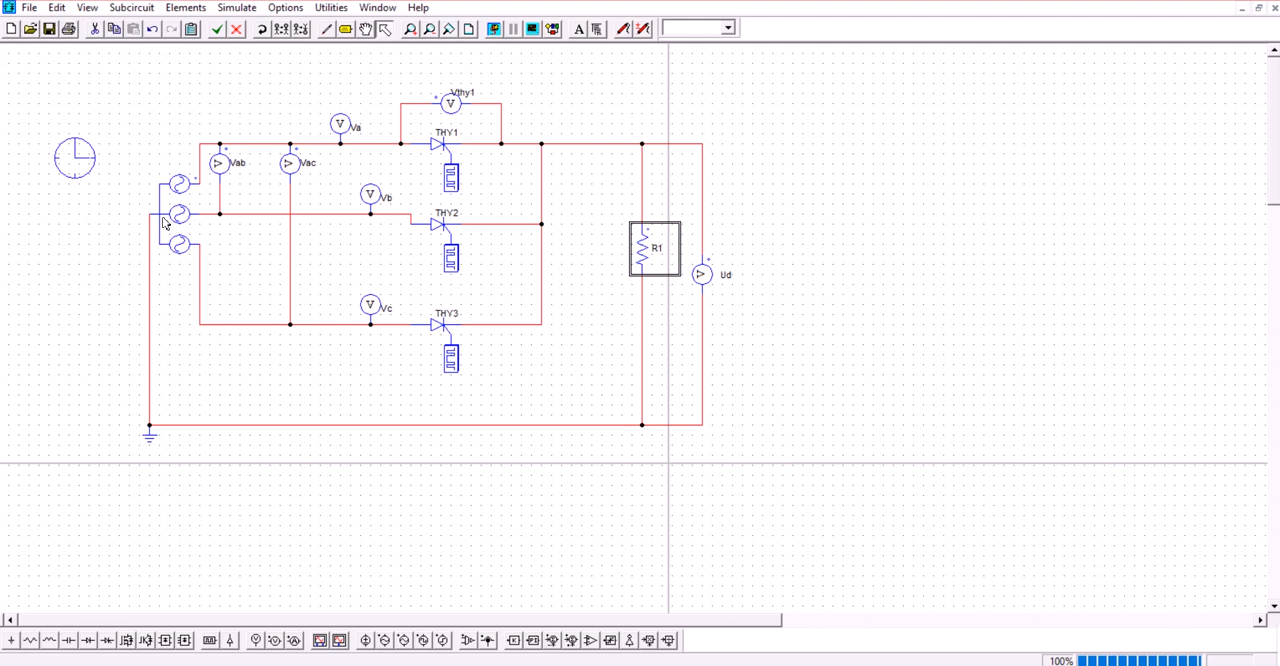 File Edit View Subcircuit Elements Simulate Options Utilities Window Help
A
Vthy1
V
V Va
THY1
V Vab
V Vac
V Vb
THY2
R1
V Ud
V Vc
THY3
100%